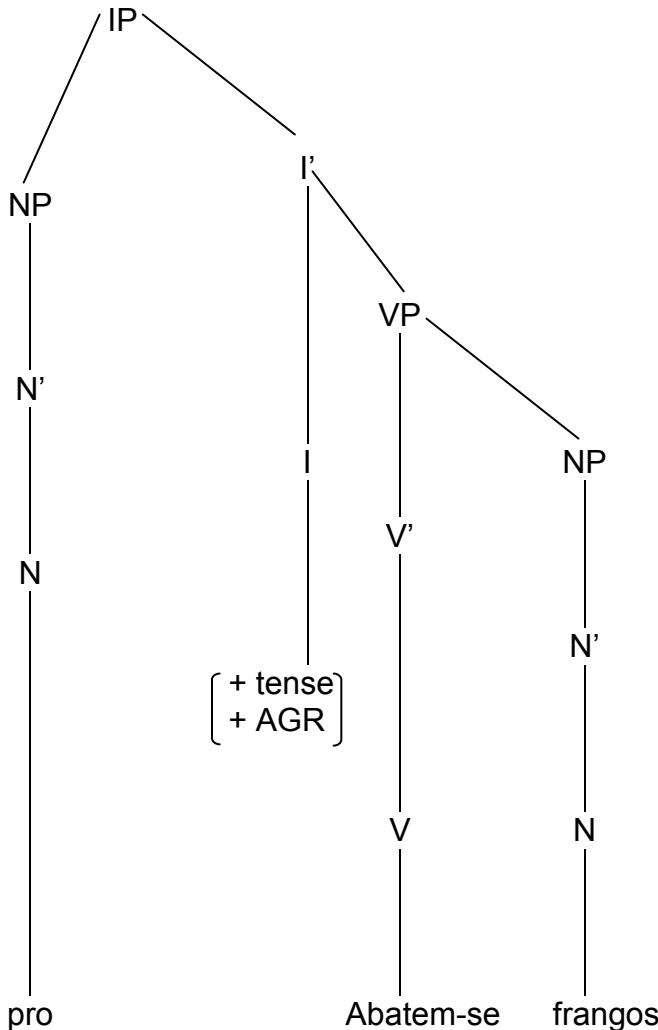 IP
I’
NP
VP
N’
I
NP
V’
N
N’
+ tense
+ AGR
V
N
pro
Abatem-se
frangos